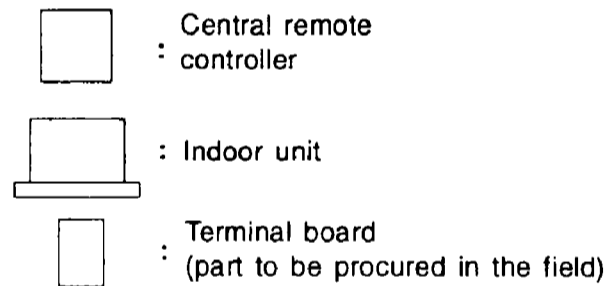 : Central remote
controller
: Indoor unit
: Terminal board
(part to be procured in the field)